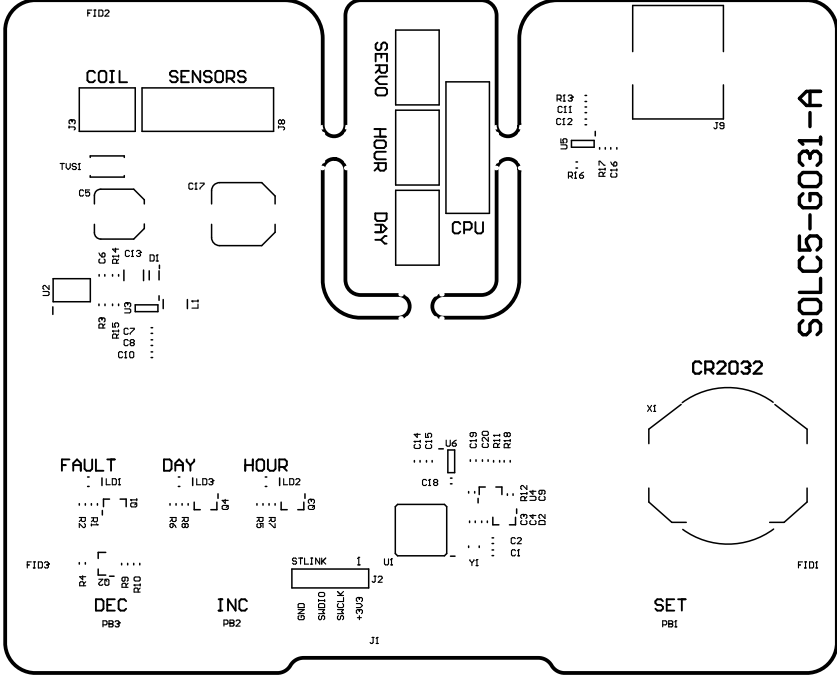 FID2
COIL
SENSORS
J3
J8
SERVO
HOUR
DAY
CPU
J9
R13
C11
C12
U5
R16
R17
C16
SOLC5-G031-A
TVS1
C5
C17
C6
R14
C13
D1
U2
R3
R15
U3
L1
C7
C8
C10
CR2032
X1
C14
C15
U6
C19
C20
R11
R18
C18
R12
U4
C9
C3
C4
D2
C2
C1
Y1
U1
FAULT
DAY
HOUR
LD1
LD3
LD2
Q1
Q4
Q3
R2
R1
R6
R8
R5
R7
FID3
R4
Q2
R9
R10
STLINK 1
J2
GND
SWDIO
SWCLK
+3V3
FID1
DEC
INC
SET
PB3
PB2
PB1
J1